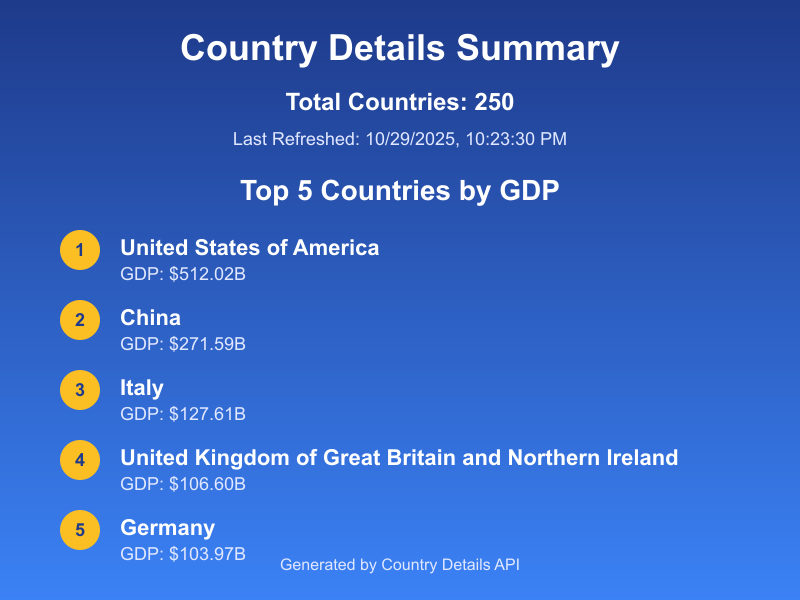 Country Details Summary
Total Countries: 250
Last Refreshed: 10/29/2025, 10:23:30 PM
Top 5 Countries by GDP
1
United States of America
GDP: $512.02B
2
China
GDP: $271.59B
3
Italy
GDP: $127.61B
4
United Kingdom of Great Britain and Northern Ireland
GDP: $106.60B
5
Germany
GDP: $103.97B
Generated by Country Details API